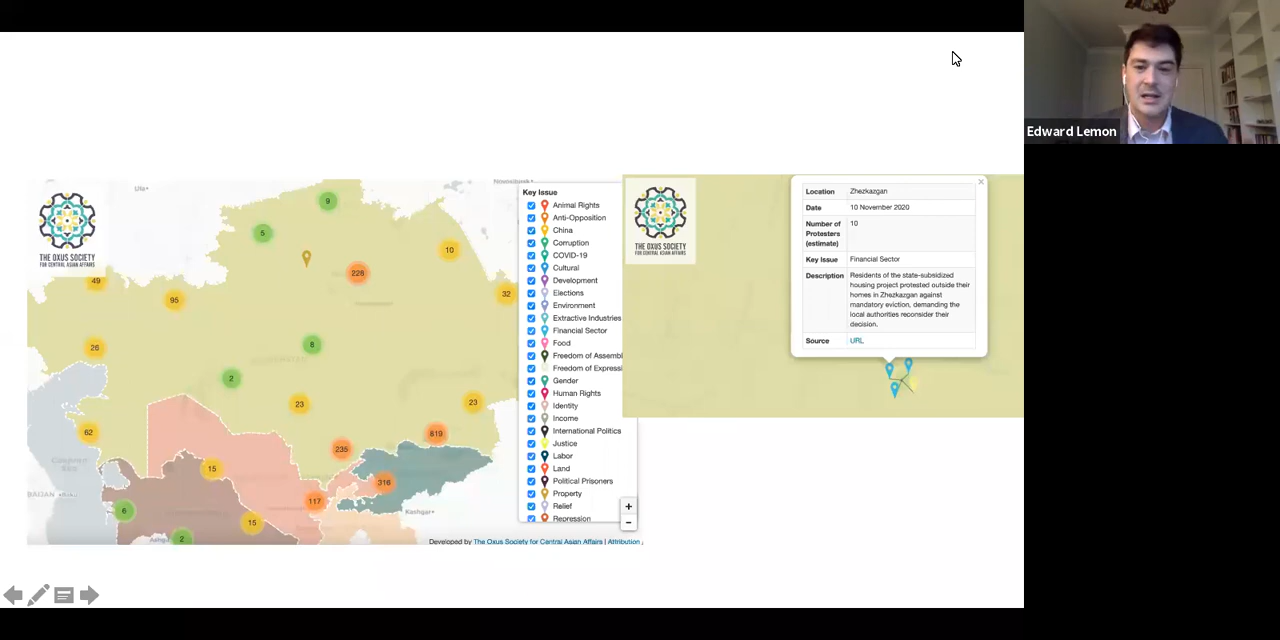 Edward Lemon
Ufa
THE OXUS SOCIETY
FOR CENTRAL ASIAN AFFAIRS
9
5
10
228
49
95
32
26
8
2
23
23
62
619
235
15
316
117
6
15
2
Kashgar
Key Issue
Animal Rights
Anti-Opposition
China
Corruption
COVID-19
Cultural
Development
Elections
Environment
Extractive Industries
Financial Sector
Food
Freedom of Assembl
Freedom of Expressi
Gender
Human Rights
Identity
Income
International Politics
Justice
Labor
Land
Political Prisoners
Property
Relief
Repression
+
−
Developed by The Oxus Society for Central Asian Affairs | Attribution
THE OXUS SOCIETY
FOR CENTRAL ASIAN AFFAIRS
×
Location Zhezkazgan
Date 10 November 2020
Number of Protesters (estimate) 10
Key Issue Financial Sector
Description Residents of the state-subsidized
housing project protested outside their
homes in Zhezkazgan against
mandatory eviction, demanding the
local authorities reconsider their
decision.
Source URL